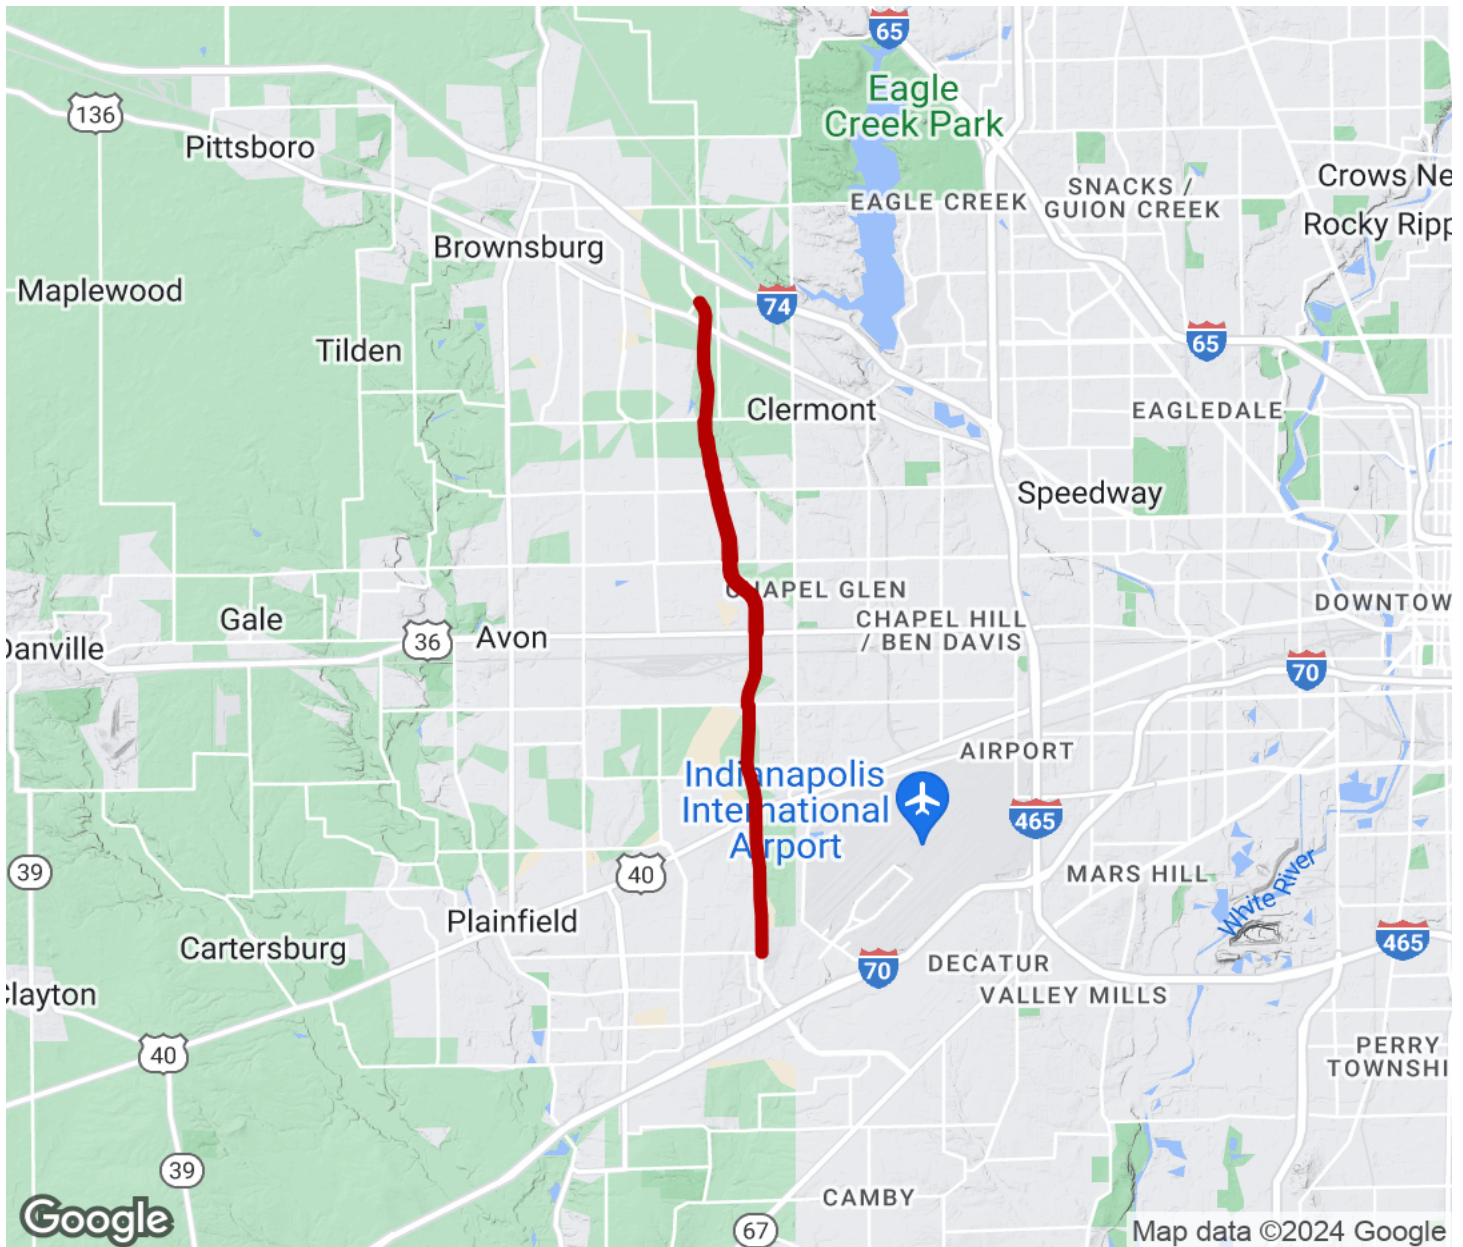 65
Eagle
Creek Park
136
Pittsboro
Crows Ne
SNACKS /
GUION CREEK
EAGLE CREEK
Rocky Ripp
Brownsburg
Maplewood
74
65
Tilden
Clermont
EAGLEDALE
Speedway
CHAPEL GLEN
DOWNTOW
Gale
CHAPEL HILL
/ BEN DAVIS
36
Avon
Danville
70
AIRPORT
Indianapolis
International
Airport
465
40
39
MARS HILL
White River
Plainfield
Cartersburg
465
70
DECATUR
VALLEY MILLS
Clayton
40
PERRY
TOWNSHI
39
CAMBY
67
Google
Map data ©2024 Google